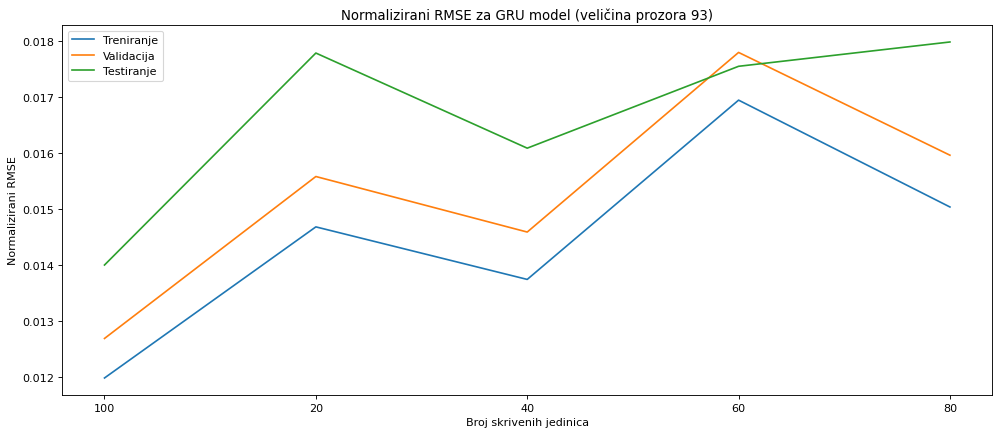 Normalizirani RMSE za GRU model (veličina prozora 93)
Treniranje
Validacija
Testiranje
0.018
0.017
0.016
0.015
0.014
0.013
0.012
Normalizirani RMSE
100 20 40 60 80
Broj skrivenih jedinica